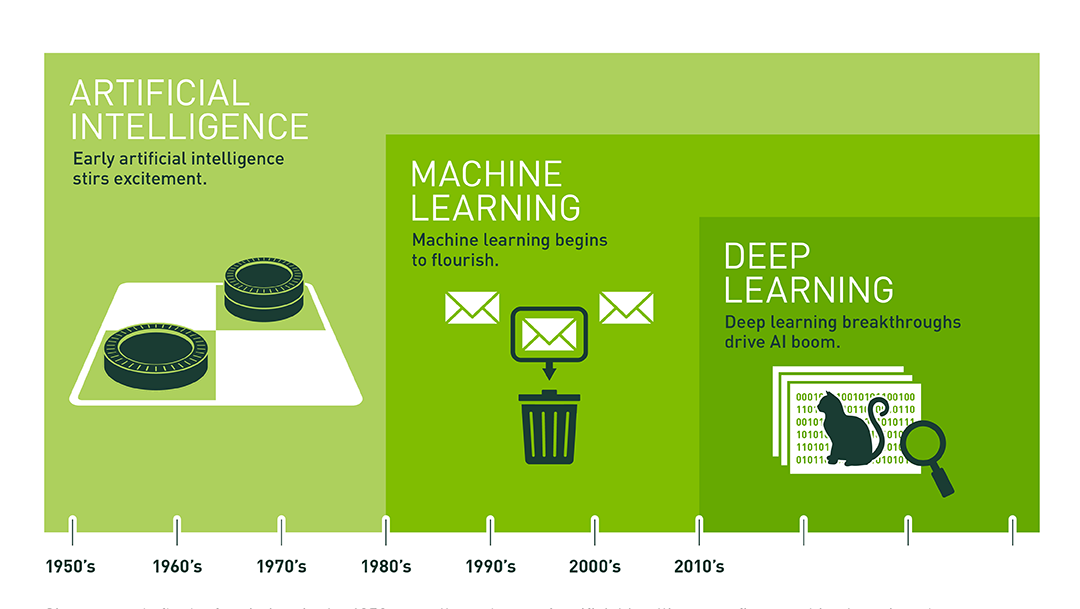 ARTIFICIAL
INTELLIGENCE
Early artificial intelligence
stirs excitement.
MACHINE
LEARNING
Machine learning begins
to flourish.
DEEP
LEARNING
Deep learning breakthroughs
drive AI boom.
1950's
1960's
1970's
1980's
1990's
2000's
2010's